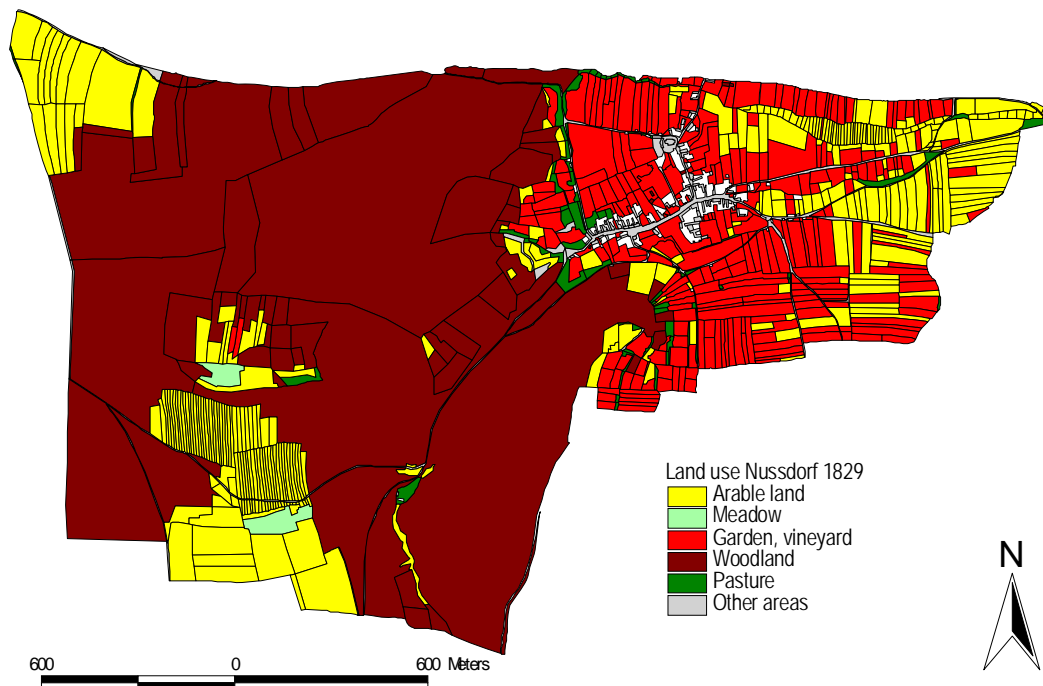 Land use Nussdorf 1829
Arable land
Meadow
Garden, vineyard
Woodland
Pasture
Other areas
N
600 0 600 Meters